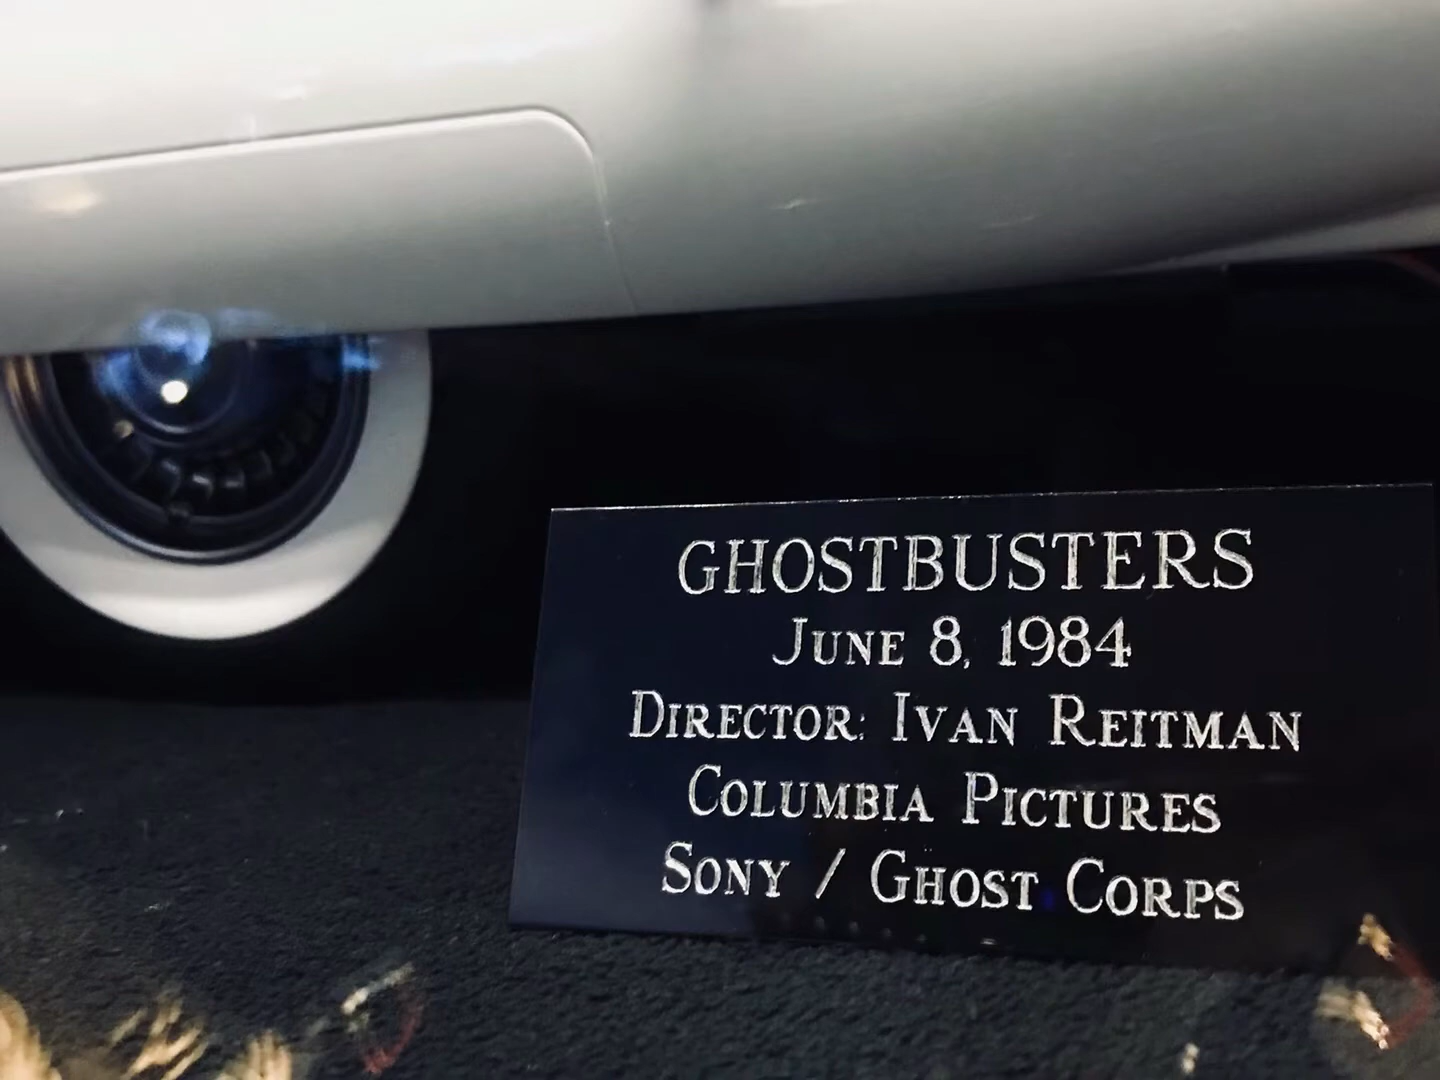 GHOSTBUSTERS
JUNE 8, 1984
DIRECTOR: IVAN REITMAN
COLUMBIA PICTURES
SONY / GHOST CORPS